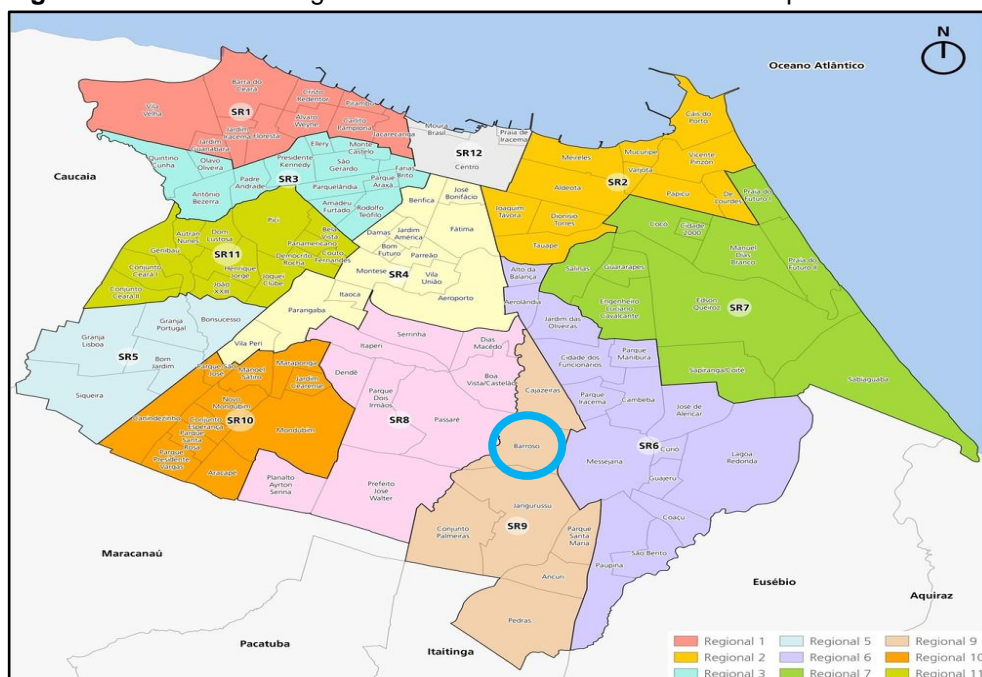 N
Oceano Atlântico
Caucaia
Maracanaú
Pacatuba
Itaitinga
Eusébio
Aquiraz
SR1
Vila
Velha
Barra do
Ceará
Cristo
Redentor
Pirambu
Álvaro
Weyne
Carlito
Pamplona
Jardim
Iracema
Floresta
Jacarecanga
Jardim
Guanabara
SR12
Moura
Brasil
Praia de
Iracema
Centro
SR2
Cais do
Porto
Meireles
Mucuripe
Varjota
Vicente
Pinzón
Aldeota
Papicu
De
Lourdes
Joaquim
Távora
Dionísio
Torres
Tauape
SR3
Quintino
Cunha
Olavo
Oliveira
Presidente
Kennedy
Ellery
Monte
Castelo
São
Gerardo
Farias
Brito
Padre
Andrade
Parquelândia
Parque
Araxá
Antônio
Bezerra
Amadeu
Furtado
Rodolfo
Teófilo
SR4
Benfica
José
Bonifácio
Damas
Jardim
América
Fátima
Bom
Futuro
Parreão
Montese
Vila
União
Itaoca
Aeroporto
Parangaba
Vila Peri
SR11
Pici
Autran
Nunes
Dom
Lustosa
Bela
Vista
Panamericano
Couto
Fernandes
Genibaú
Henrique
Jorge
Democrito
Rocha
Conjunto
Ceará I
João
XXIII
Joquei
Clube
Conjunto
Ceará II
SR5
Granja
Lisboa
Granja
Portugal
Bonsucesso
Bom
Jardim
Siqueira
SR10
Parque São
José
Manoel
Sátiro
Maraponga
Jardim
Cearense
Novo
Mondubim
Canindezinho
Conjunto
Esperança
Parque
Santa
Rosa
Mondubim
Parque
Presidente
Vargas
Aracapé
SR8
Serrinha
Itaperi
Dias
Macêdo
Dendê
Boa
Vista/Castelão
Parque
Dois
Irmãos
Passaré
Planalto
Ayrton
Senna
Prefeito
José
Walter
SR9
Cajazeiras
Barroso
Jangurussu
Conjunto
Palmeiras
Parque
Santa
Maria
Ancuri
Pedras
SR6
Alto da
Balança
Aerolândia
Jardim das
Oliveiras
Cidade dos
Funcionários
Parque
Manibura
Parque
Iracema
Cambeba
José de
Alencar
Messejana
Curió
Lagoa
Redonda
Guajeru
Coaçu
São Bento
Paupina
SR7
Praia do
Futuro I
Cocó
Cidade
2000
Manuel
Dias
Branco
Praia do
Futuro II
Salinas
Guararapes
Engenheiro
Luciano
Cavalcante
Edson
Queiroz
Sapiranga/Coité
Sabiaguaba
Regional 1
Regional 5
Regional 9
Regional 2
Regional 6
Regional 10
Regional 3
Regional 7
Regional 11